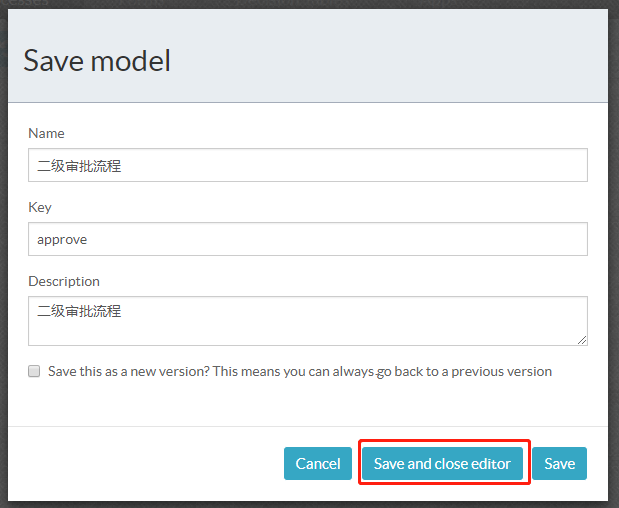 Save model
Name
二级审批流程
Key
approve
Description
二级审批流程
Save this as a new version? This means you can always go back to a previous version
Cancel
Save and close editor
Save